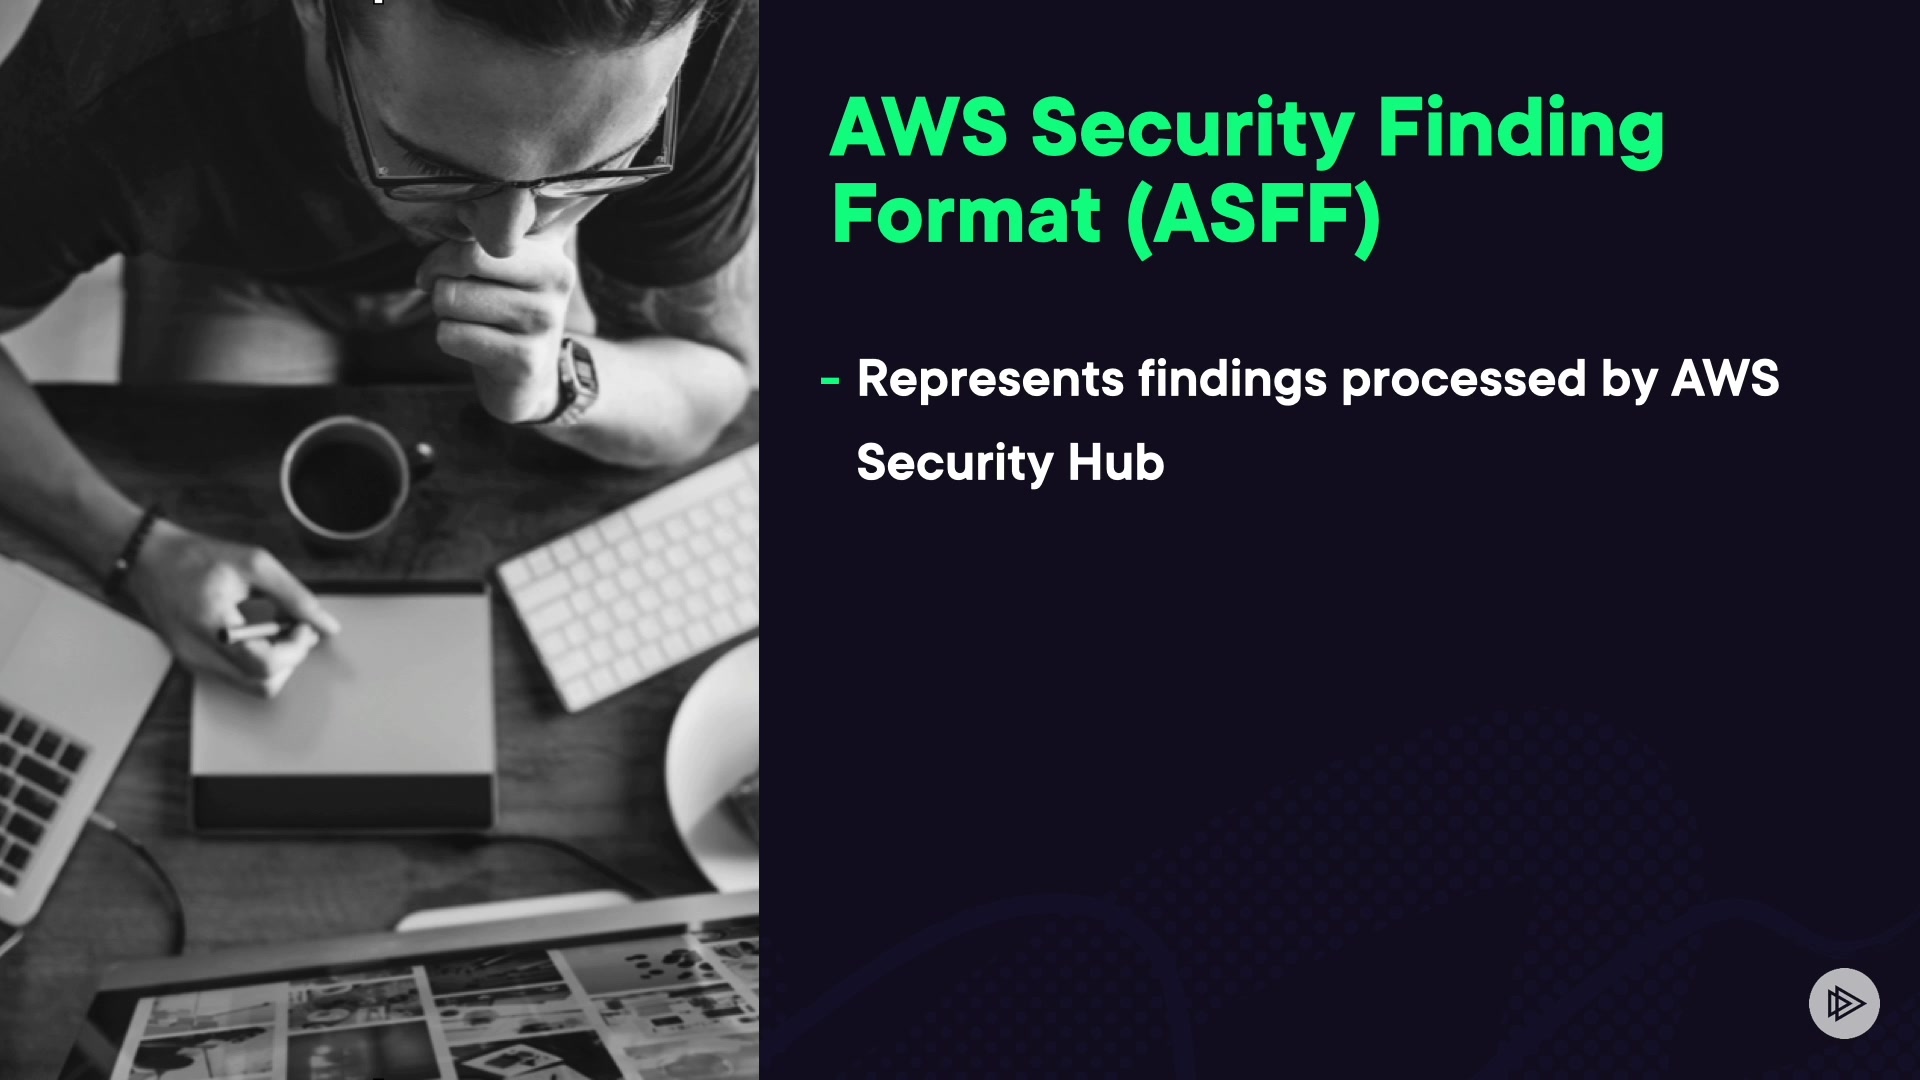 AWS Security Finding
Format (ASFF)
- Represents findings processed by AWS
Security Hub